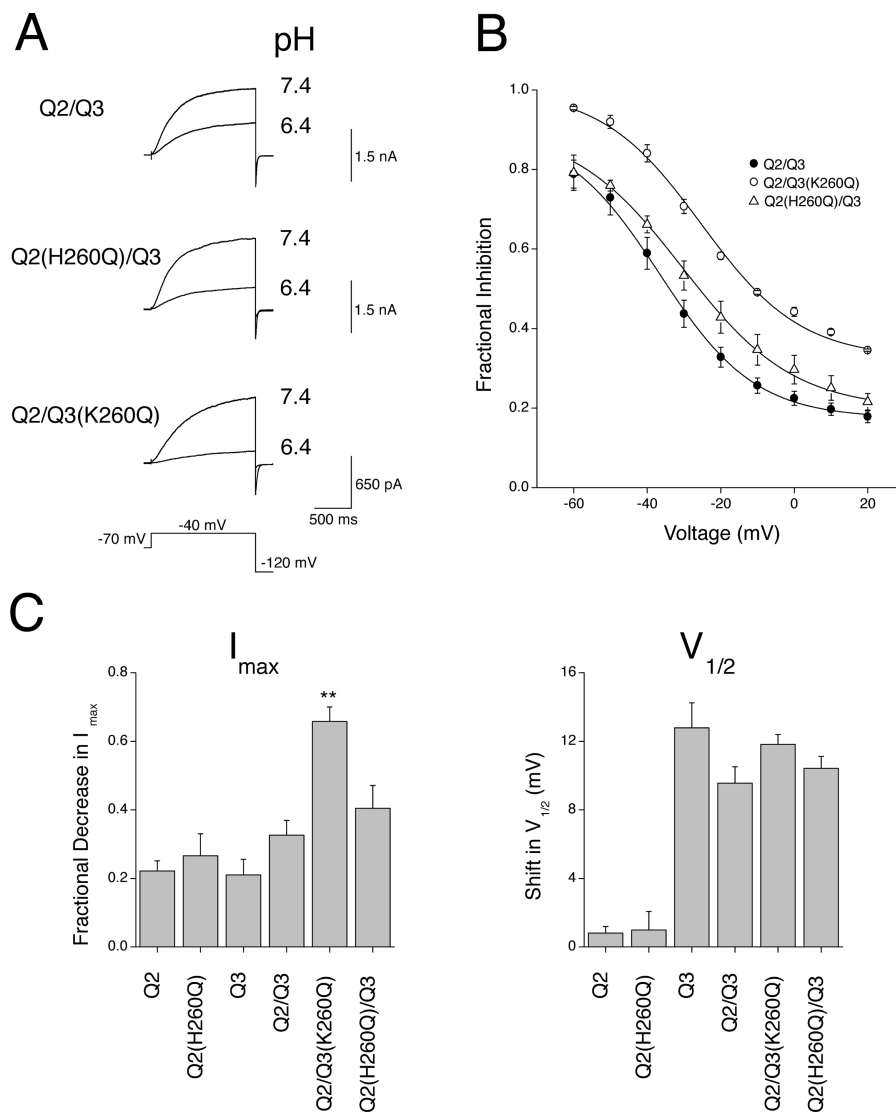 A
pH
Q2/Q3
7.4
6.4
1.5 nA
Q2(H260Q)/Q3
7.4
6.4
1.5 nA
Q2/Q3(K260Q)
7.4
6.4
650 pA
500 ms
-40 mV
-70 mV
-120 mV
B
Fractional Inhibition
1.0
0.8
0.6
0.4
0.2
0.0
Q2/Q3
Q2/Q3(K260Q)
Q2(H260Q)/Q3
-60 -40 -20 0 20
Voltage (mV)
C
I max
Fractional Decrease in I max
0.8
0.6
0.4
0.2
0.0
**
Q2
Q2(H260Q)
Q3
Q2/Q3
Q2/Q3(K260Q)
Q2(H260Q)/Q3
V 1/2
Shift in V 1/2 (mV)
16
12
8
4
0
Q2
Q2(H260Q)
Q3
Q2/Q3
Q2/Q3(K260Q)
Q2(H260Q)/Q3